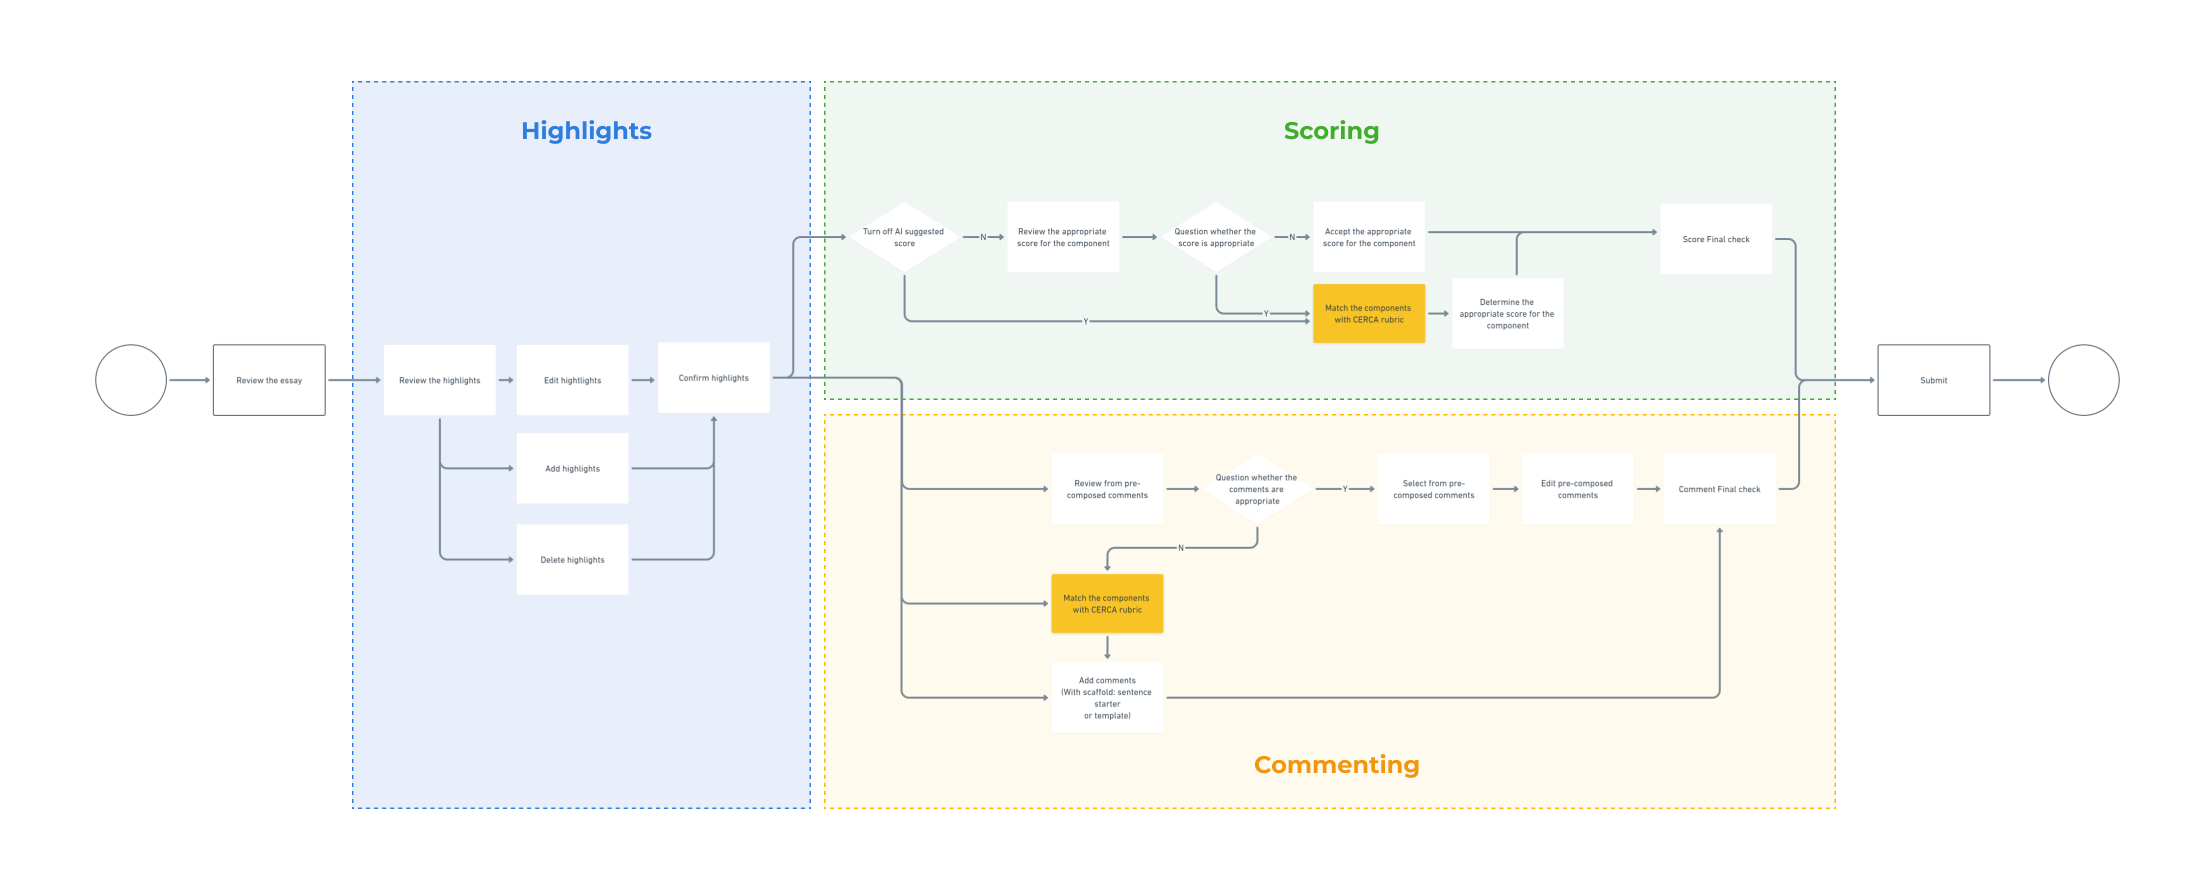 Highlights
Scoring
Turn off AI suggested
score
N
Review the appropriate
score for the component
Question whether the
score is appropriate
N
Accept the appropriate
score for the component
Score Final check
Y
Y
Match the components
with CERCA rubric
Determine the
appropriate score for the
component
Review the essay
Review the highlights
Edit hightlights
Confirm highlights
Add highlights
Delete highlights
Submit
Review from pre-
composed comments
Question whether the
comments are
appropriate
Y
Select from pre-
composed comments
Edit pre-composed
comments
Comment Final check
N
Match the components
with CERCA rubric
Add comments
(With scaffold: sentence
starter
or template)
Commenting